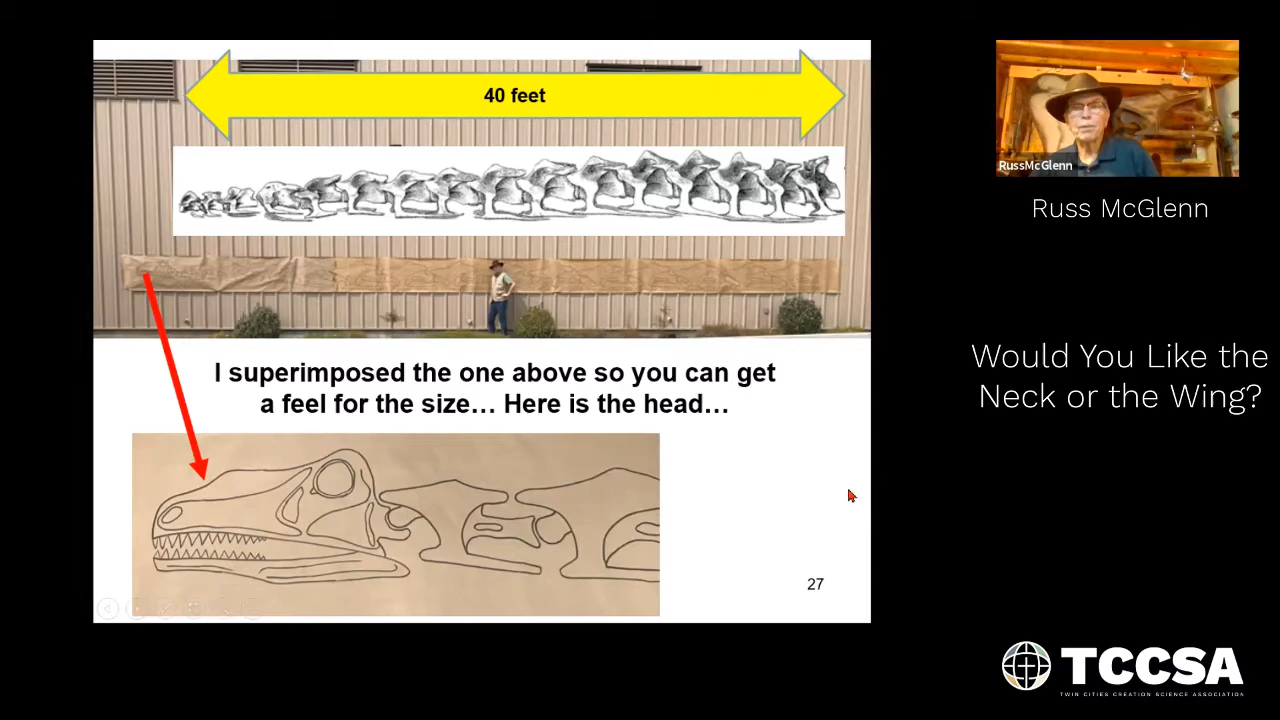 40 feet
I superimposed the one above so you can get
a feel for the size... Here is the head...
27
RussMcGlenn
Russ McGlenn
Would You Like the
Neck or the Wing?
TCCSA
TWIN CITIES CREATION SCIENCE ASSOCIATION